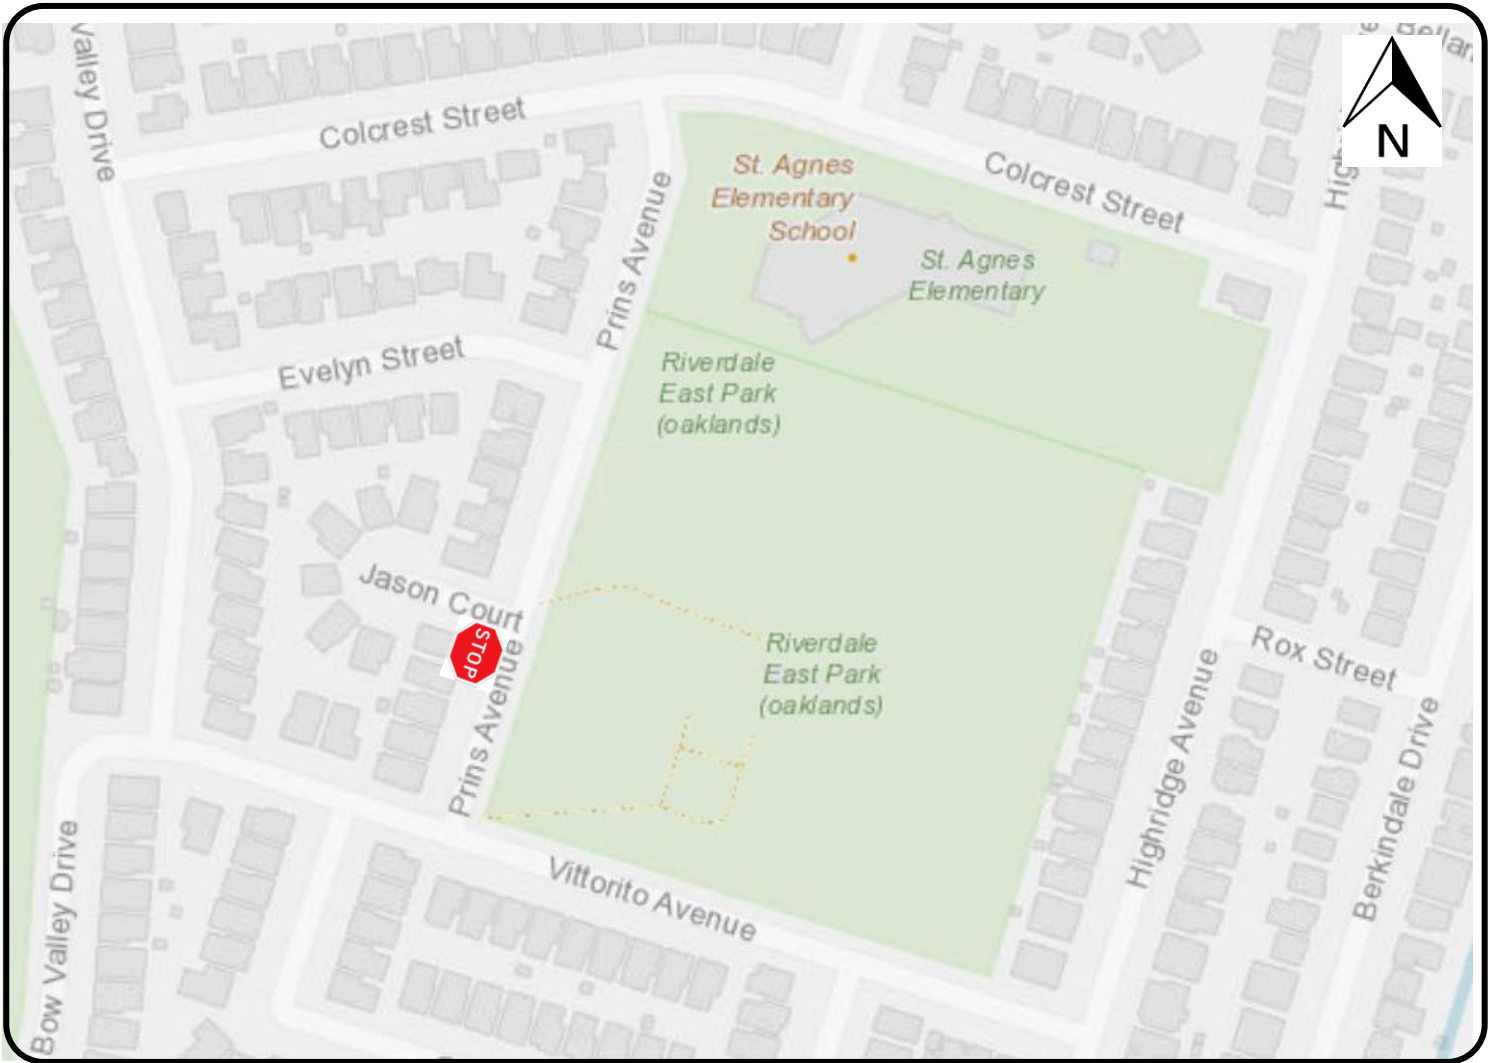 Valley Drive
Colcrest Street
N
St. Agnes
Elementary
School
Colcrest Street
Prins Avenue
St. Agnes
Elementary
Evelyn Street
Riverdale
East Park
(oaklands)
Jason Court
STOP
Prins Avenue
Riverdale
East Park
(oaklands)
Rox Street
Highridge Avenue
Berkindale Drive
Vittorito Avenue
Bow Valley Drive